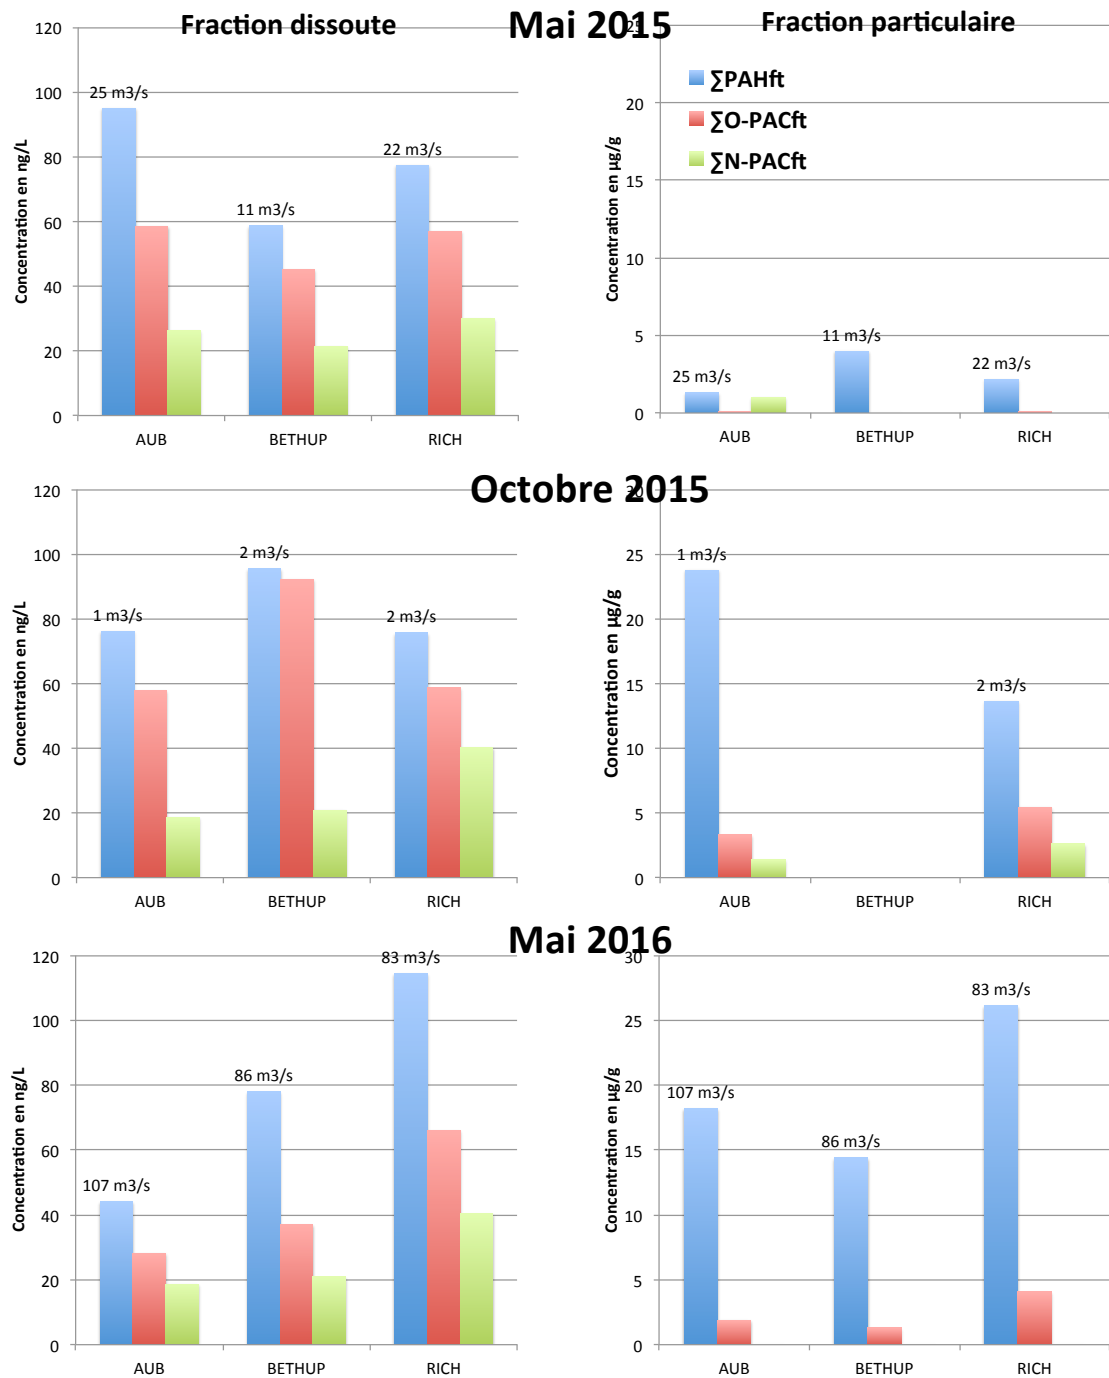 Mai 2015
Fraction dissoute
Concentration en ng/L
120
100
80
60
40
20
0
25 m3/s
11 m3/s
22 m3/s
AUB
BETHUP
RICH
Fraction particulaire
Concentration en µg/g
25
20
15
10
5
0
∑PAHft
∑O-PACft
∑N-PACft
25 m3/s
11 m3/s
22 m3/s
AUB
BETHUP
RICH
Octobre 2015
Concentration en ng/L
120
100
80
60
40
20
0
1 m3/s
2 m3/s
2 m3/s
AUB
BETHUP
RICH
Concentration en µg/g
30
25
20
15
10
5
0
1 m3/s
2 m3/s
AUB
BETHUP
RICH
Mai 2016
Concentration en ng/L
120
100
80
60
40
20
0
107 m3/s
86 m3/s
83 m3/s
AUB
BETHUP
RICH
Concentration en µg/g
30
25
20
15
10
5
0
107 m3/s
86 m3/s
83 m3/s
AUB
BETHUP
RICH